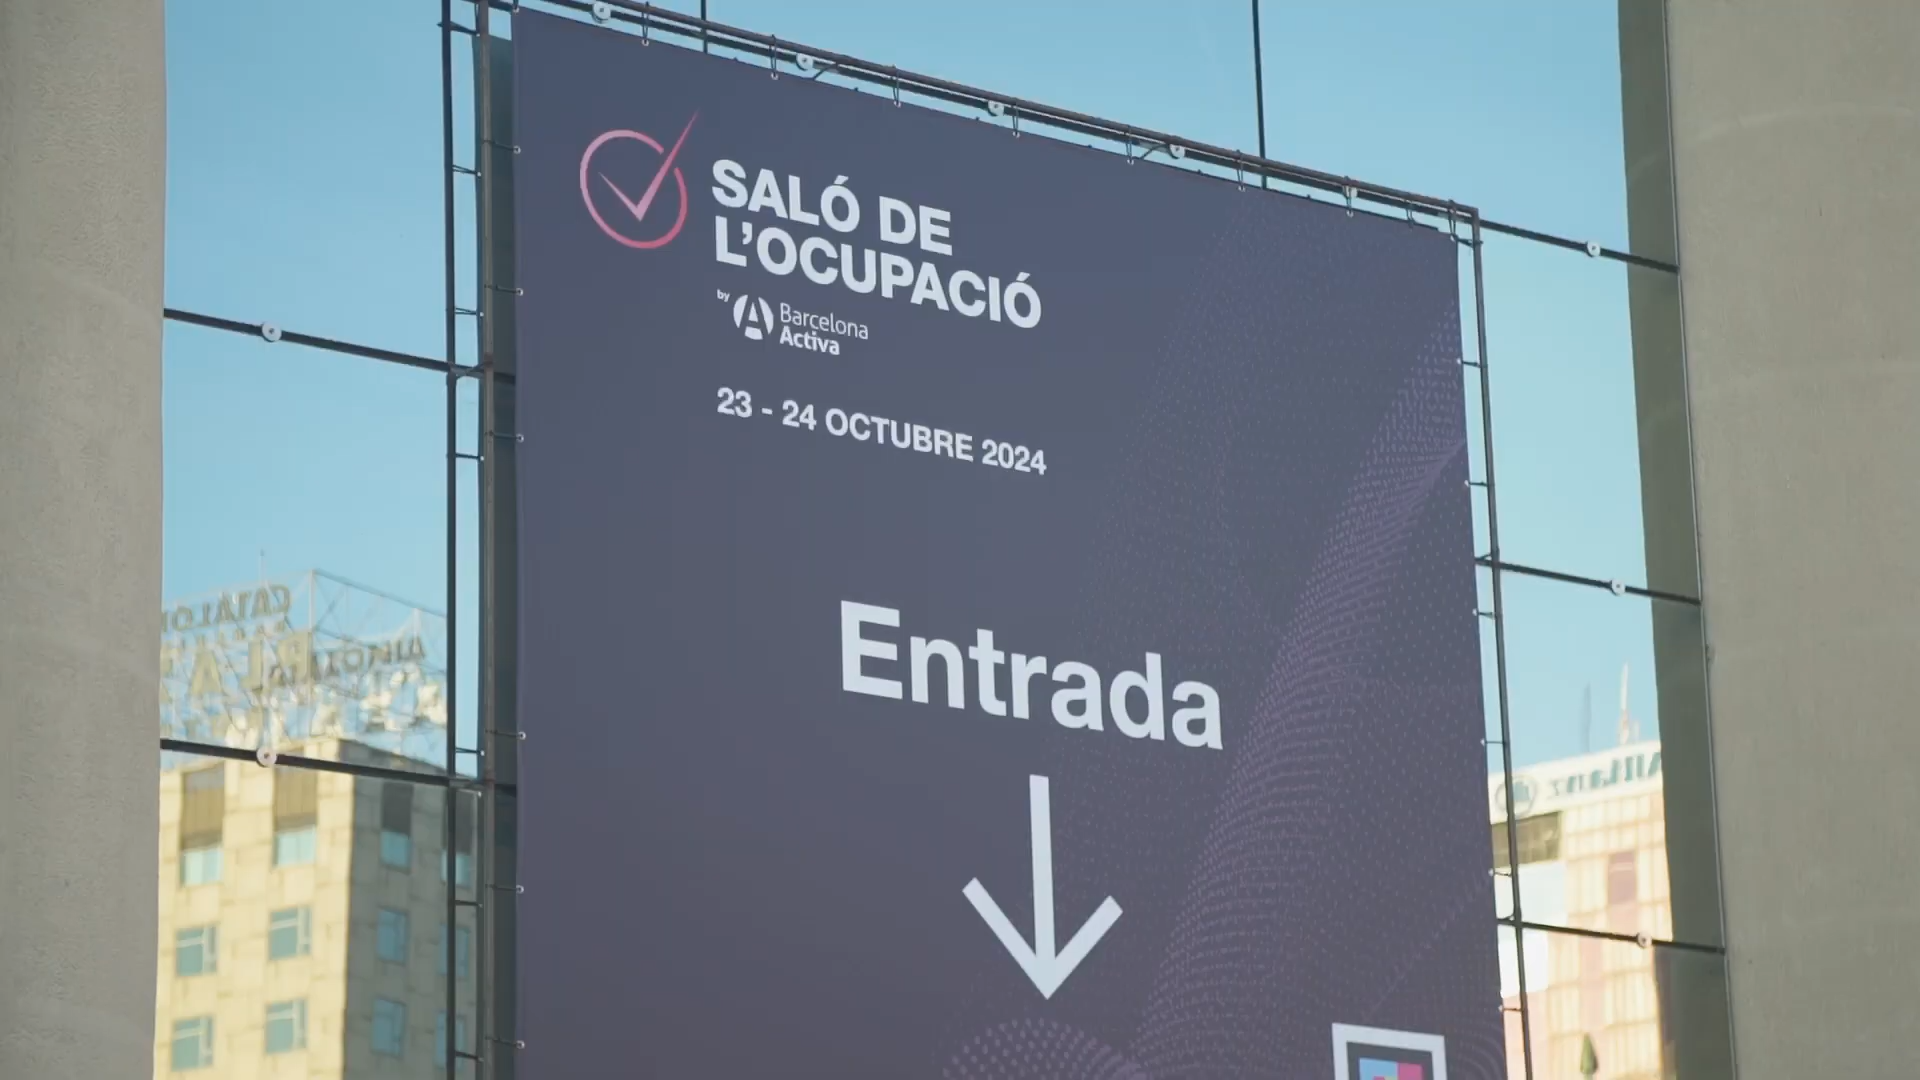 SALÓ DE
L'OCUPACIÓ
by Barcelona
Activa
23 - 24 OCTUBRE 2024
Entrada